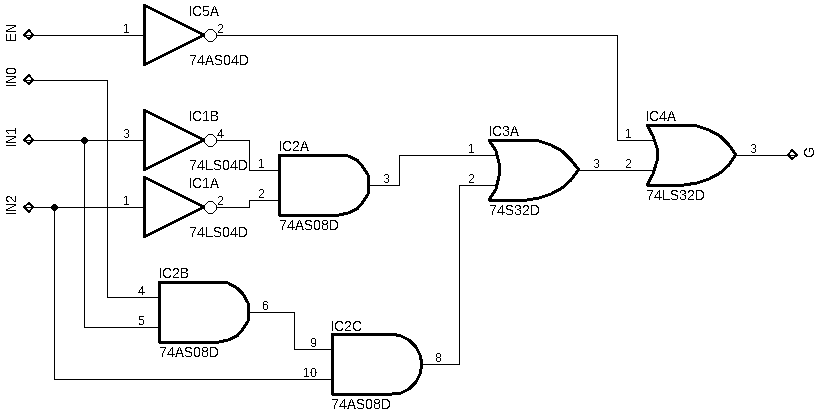 EN
1
IC5A
2
74AS04D
IN0
IN1
3
IC1B
4
74LS04D
IN2
1
IC1A
2
74LS04D
IC2A
1
2
3
74AS08D
IC3A
1
2
3
74S32D
IC4A
1
2
3
74LS32D
G
IC2B
4
5
6
74AS08D
IC2C
9
10
8
74AS08D